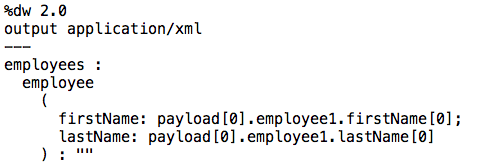 %dw 2.0
output application/xml
---
employees :
  employee
    (
      firstName: payload[0].employee1.firstName[0];
      lastName: payload[0].employee1.lastName[0]
    ) : ""